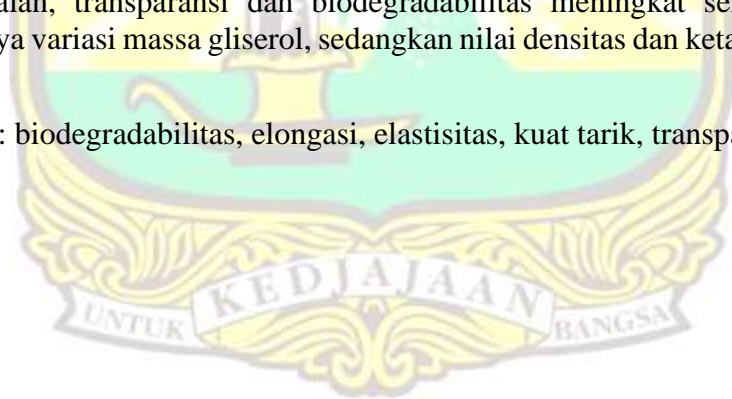 alan, transparansi dan biodegradabilitas meningkat se
ya variasi massa gliserol, sedangkan nilai densitas dan keta
: biodegradabilitas, elongasi, elastisitas, kuat tarik, transpa
UNTUK KEDJAJAAN BANGSA